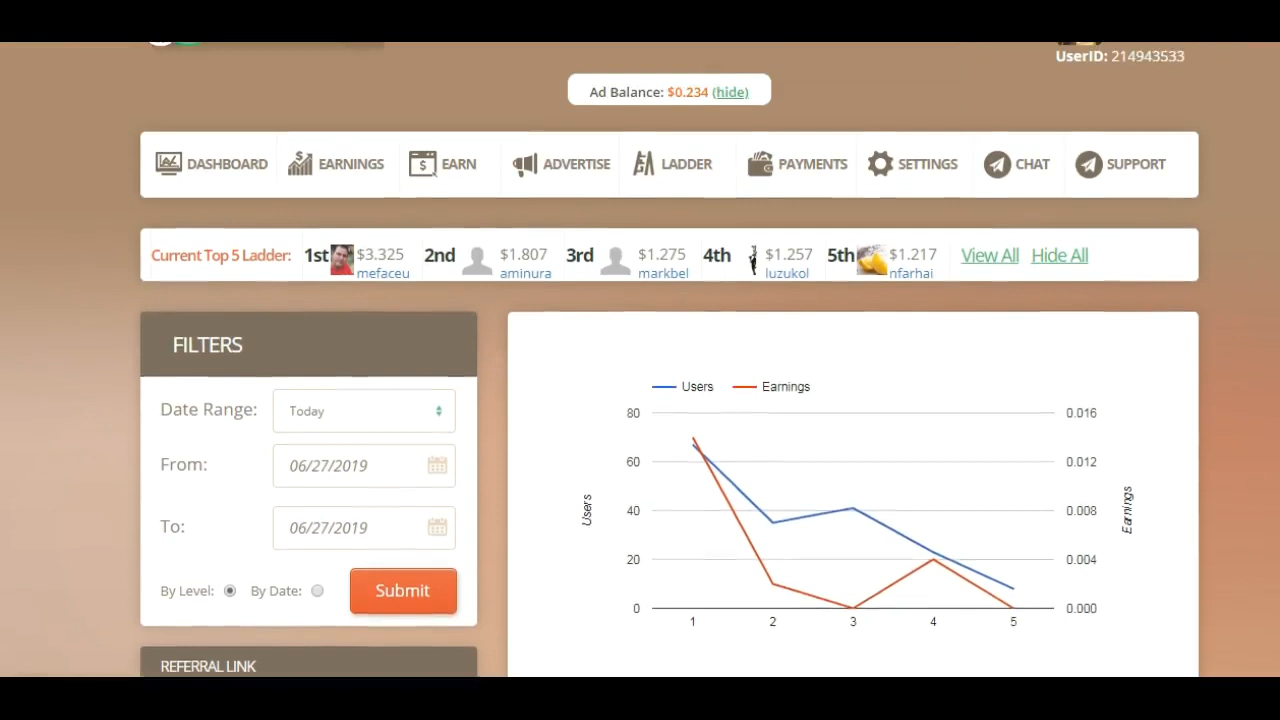 UserID: 214943533
Ad Balance: $0.234 (hide)
DASHBOARD EARNINGS EARN ADVERTISE LADDER PAYMENTS SETTINGS CHAT SUPPORT
Current Top 5 Ladder: 1st $3.325 mefaceu 2nd $1.807 aminura 3rd $1.275 markbel 4th $1.257 luzukol 5th $1.217 nfarhai View All Hide All
FILTERS
Date Range: Today
From: 06/27/2019
To: 06/27/2019
By Level: By Date: Submit
REFERRAL LINK
Users Earnings
80 0.016
60 0.012
40 0.008
20 0.004
0 0.000
Users
Earnings
1 2 3 4 5